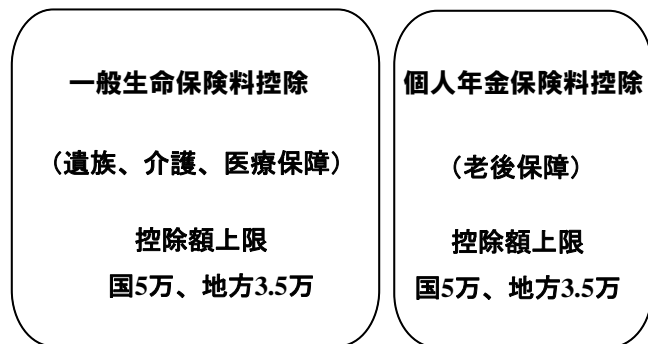 一般生命保険料控除
（遺族、介護、医療保障）
控除額上限
国5万、地方3.5万
個人年金保険料控除
（老後保障）
控除額上限
国5万、地方3.5万